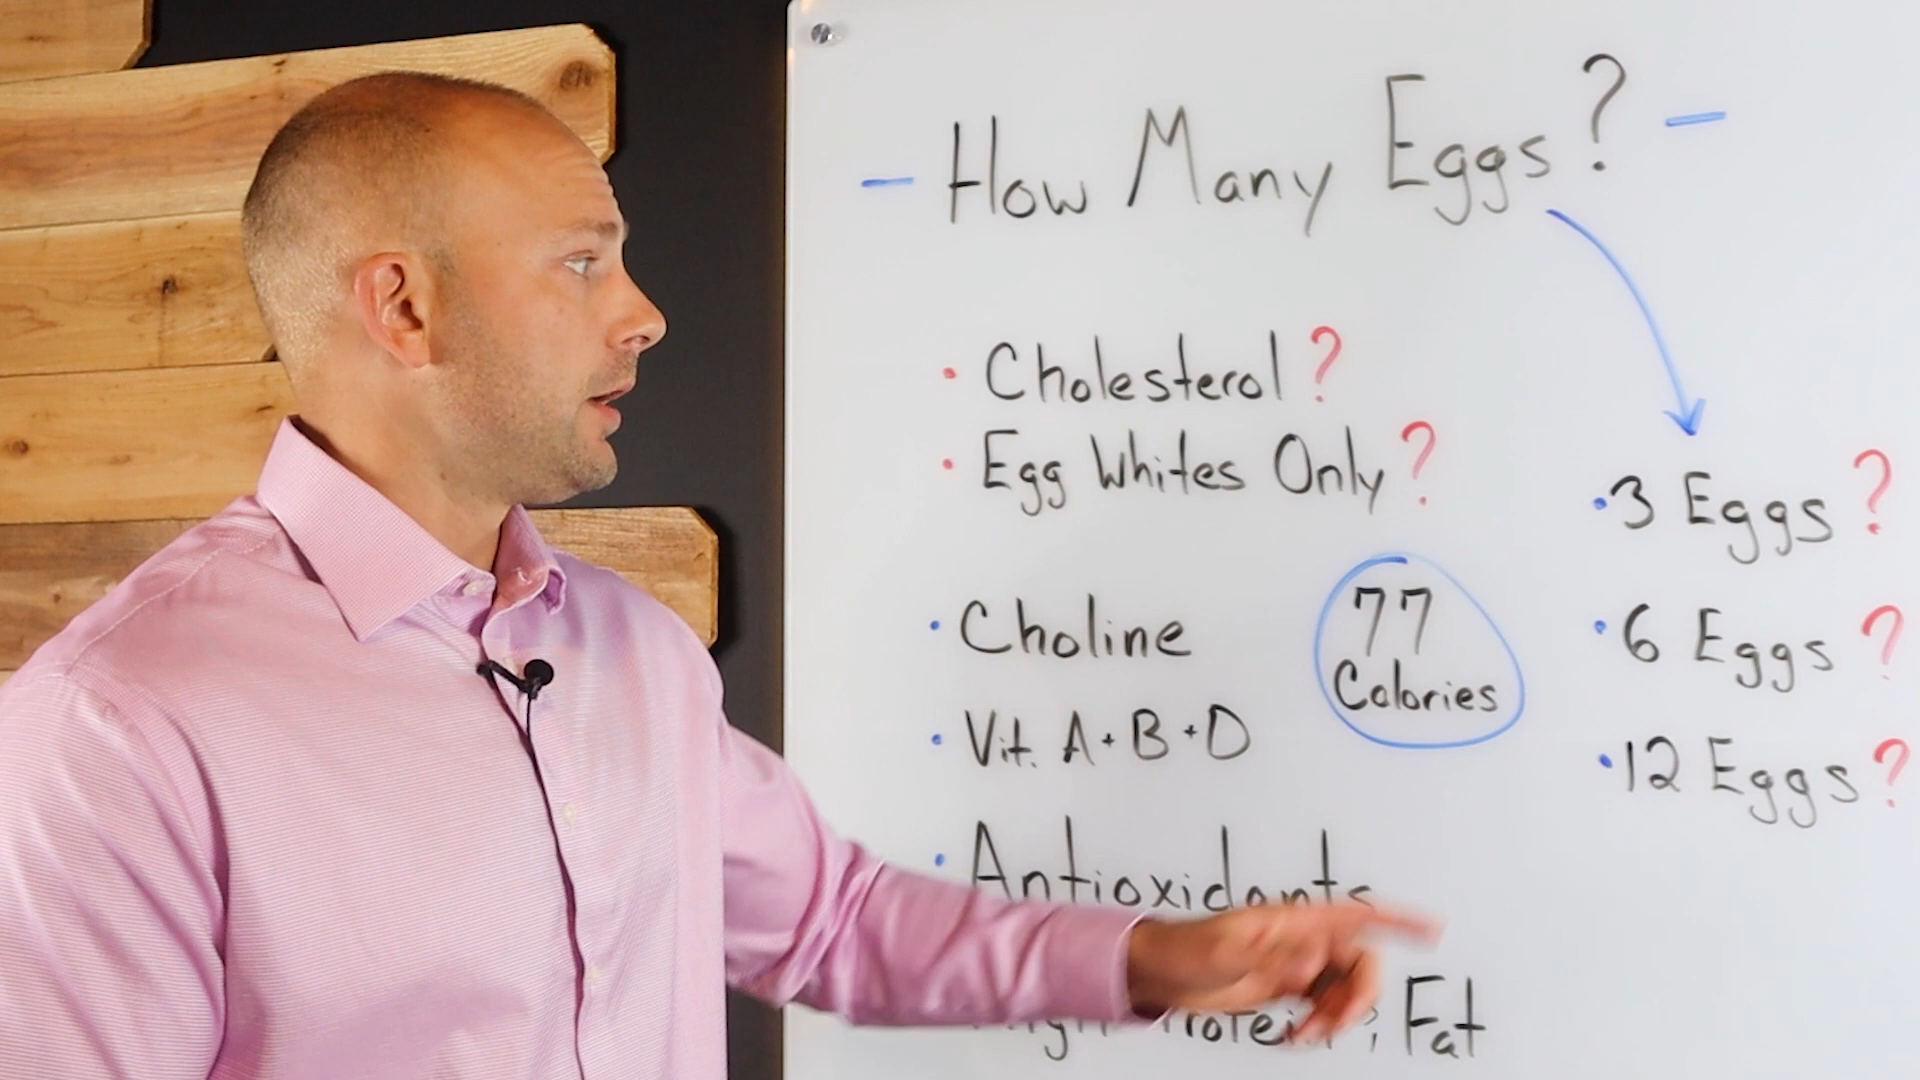 - How Many Eggs? -
• Cholesterol?
• Egg Whites Only?
• Choline
• Vit. A + B + D
• Antioxidants
Fat
77
Calories
• 3 Eggs?
• 6 Eggs?
• 12 Eggs?